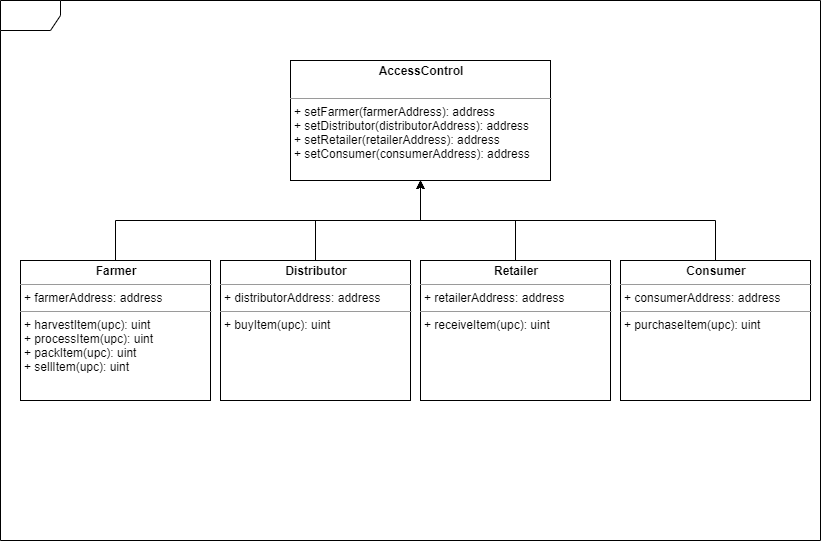 AccessControl
+ setFarmer(farmerAddress): address
+ setDistributor(distributorAddress): address
+ setRetailer(retailerAddress): address
+ setConsumer(consumerAddress): address
Farmer
+ farmerAddress: address
+ harvestItem(upc): uint
+ processItem(upc): uint
+ packItem(upc): uint
+ sellItem(upc): uint
Distributor
+ distributorAddress: address
+ buyItem(upc): uint
Retailer
+ retailerAddress: address
+ receiveItem(upc): uint
Consumer
+ consumerAddress: address
+ purchaseItem(upc): uint